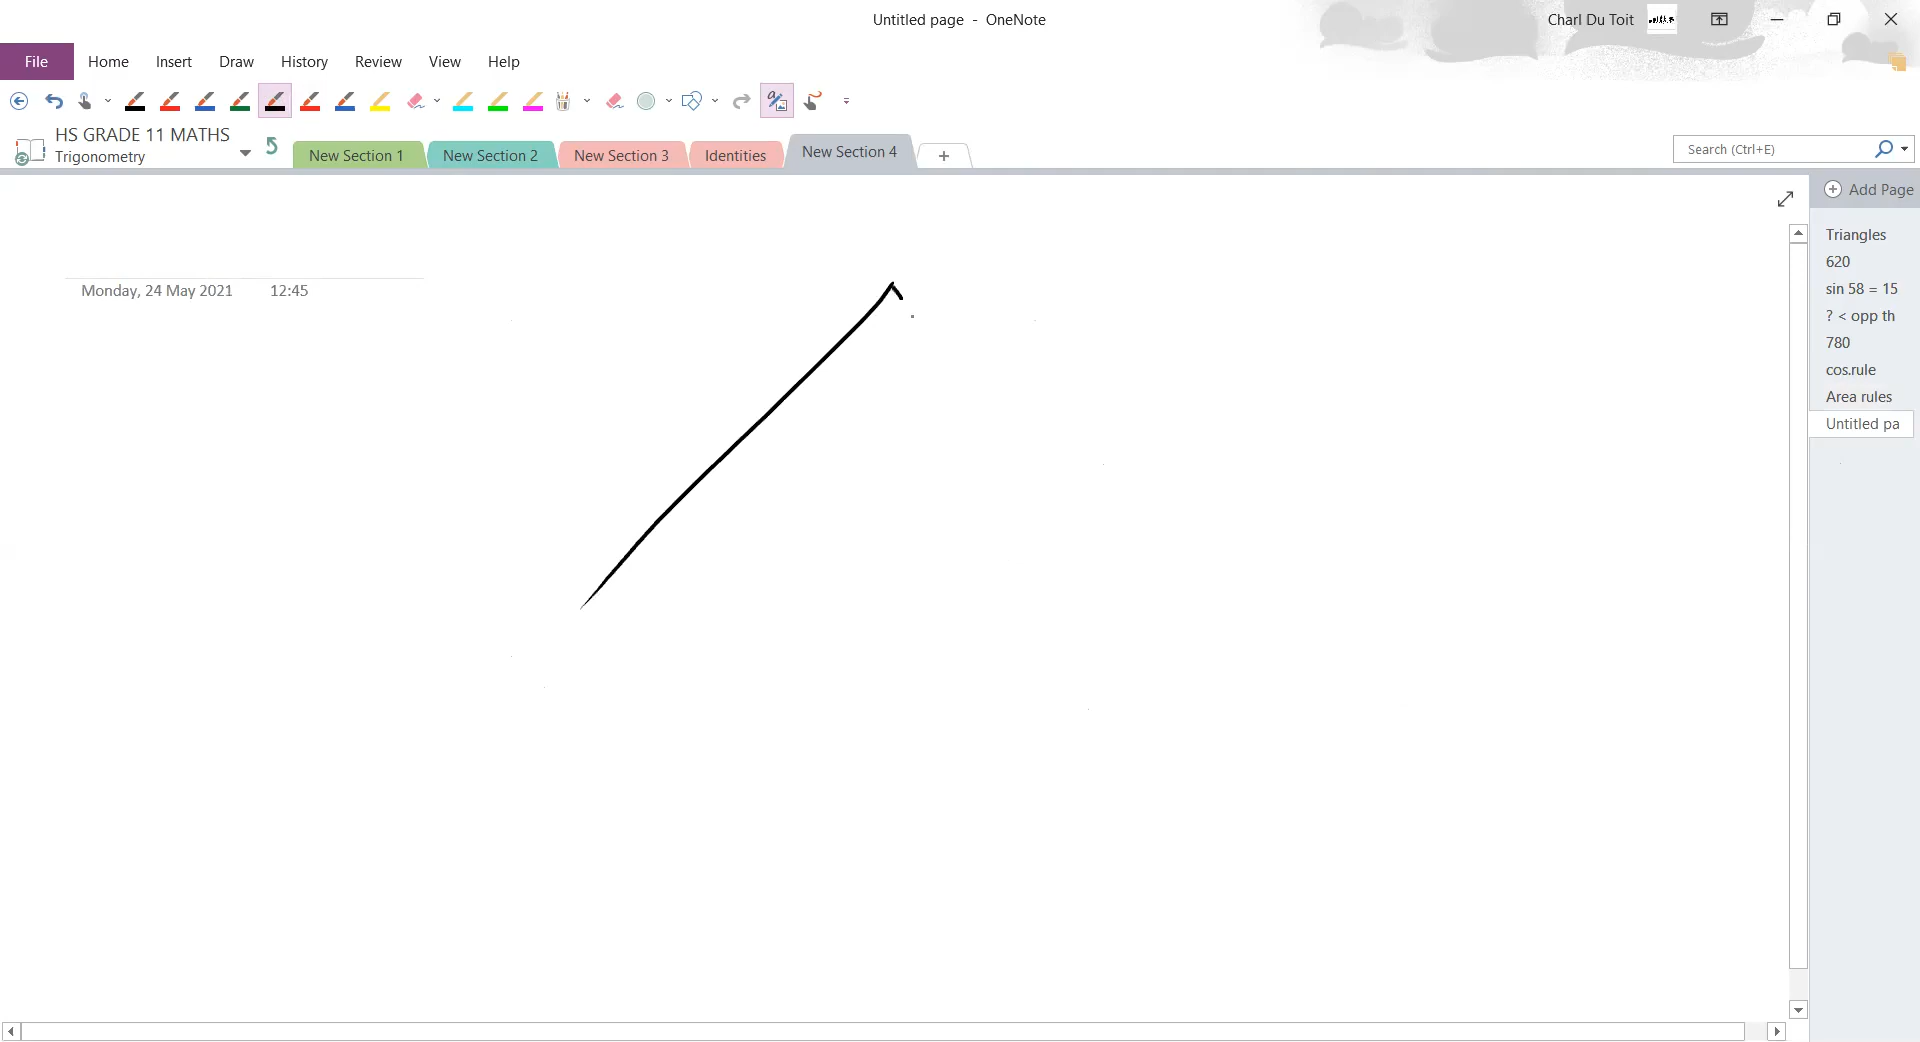 Untitled page - OneNote
Charl Du Toit
File Home Insert Draw History Review View Help
HS GRADE 11 MATHS
Trigonometry
New Section 1
New Section 2
New Section 3
Identities
New Section 4
+
Search (Ctrl+E)
Add Page
Monday, 24 May 2021 12:45
Triangles
620
sin 58 = 15
? < opp th
780
cos.rule
Area rules
Untitled pa